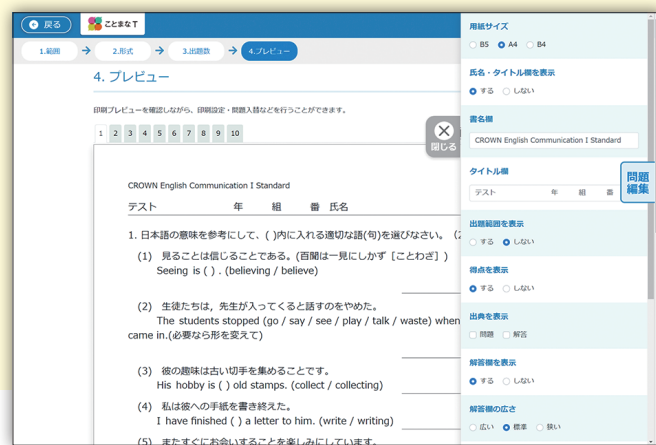 戻る
ことまなT
1.範囲
2.形式
3.出題数
4.プレビュー
4. プレビュー
印刷プレビューを確認しながら、印刷設定・問題入替などを行うことができます。
1 2 3 4 5 6 7 8 9 10
閉じる
CROWN English Communication I Standard
テスト 年 組 番 氏名
1. 日本語の意味を参考にして、( )内に入れる適切な語(句)を選びなさい。
(1) 見ることは信じることである。(百聞は一見にしかず［ことわざ］)
Seeing is ( ) . (believing / believe)
(2) 生徒たちは，先生が入ってくると話すのをやめた。
The students stopped (go / say / see / play / talk / waste) when
came in.(必要なら形を変えて)
(3) 彼の趣味は古い切手を集めることです。
His hobby is ( ) old stamps. (collect / collecting)
(4) 私は彼への手紙を書き終えた。
I have finished ( ) a letter to him. (write / writing)
(5) またすぐにお会いすることを楽しみにしています。
用紙サイズ
B5 A4 B4
氏名・タイトル欄を表示
する しない
書名欄
CROWN English Communication I Standard
タイトル欄
テスト 年 組 番
問題
編集
出題範囲を表示
する しない
得点を表示
する しない
出典を表示
問題 解答
解答欄を表示
する しない
解答欄の広さ
広い 標準 狭い